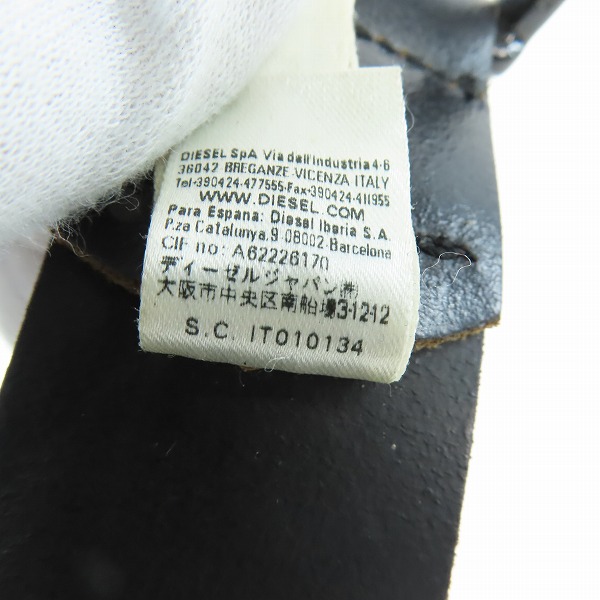 DIESEL SpA Via dell'Industria 4-6
36042 BREGANZE-VICENZA ITALY
Tel+390424-477555-Fax+390424-411955
WWW.DIESEL.COM
Para Espana: Diesel Iberia S.A.
P.za Catalunya, 9-08002-Barcelona
CIF no: A62226170
ディーゼルジャパン㈱
大阪市中央区南船場3-12-12
S.C. IT010134